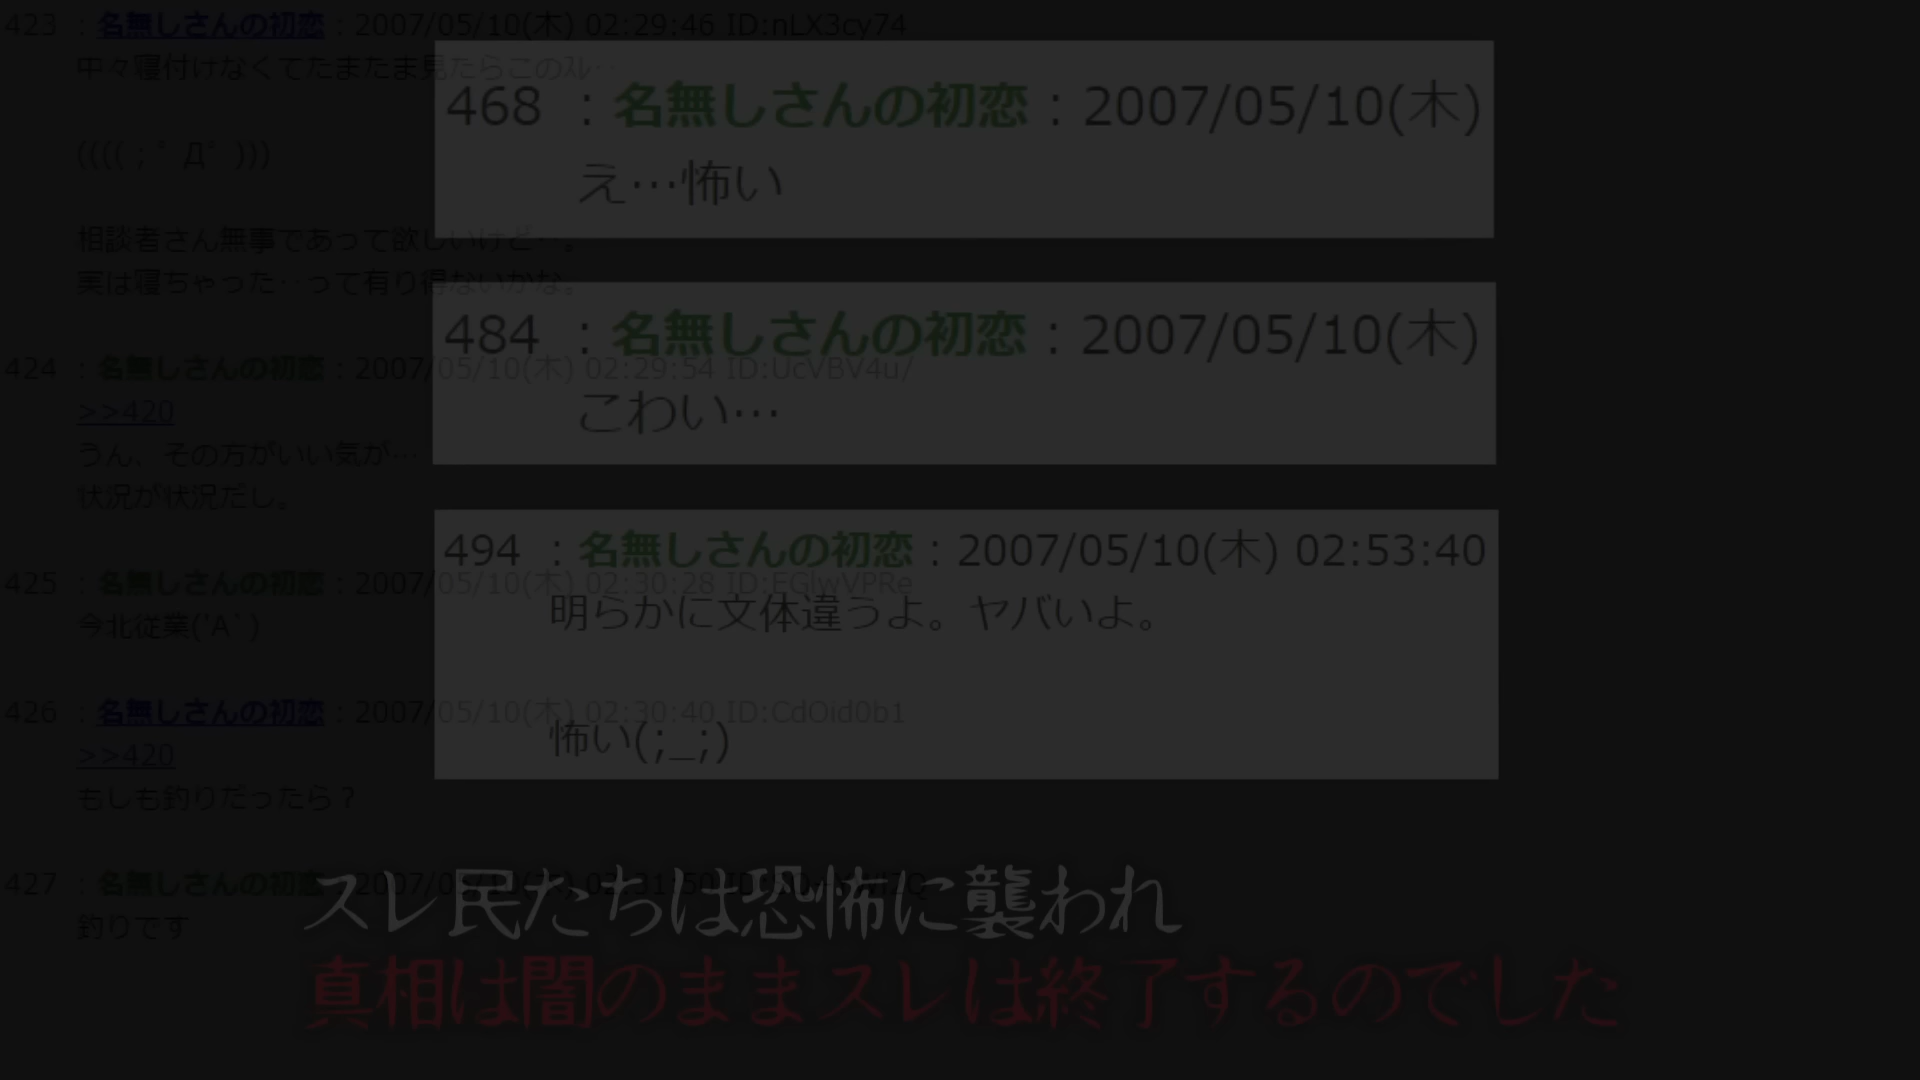 423 ：名無しさんの初恋：2007/05/10(木) 02:29:46 ID:nLX3cy74
中々寝付けなくてたまたま見たらこのｽﾚ‥
((((；ﾟДﾟ)))
相談者さん無事であって欲しいけど…。
実は寝ちゃった‥って有り得ないかな。
424 ：名無しさんの初恋：2007/05/10(木) 02:29:54 ID:UcVBV4u/
>>420
うん、その方がいい気が…
状況が状況だし。
425 ：名無しさんの初恋：2007/05/10(木) 02:30:28 ID:EGlwVPRe
今北従業('A`)
426 ：名無しさんの初恋：2007/05/10(木) 02:30:40 ID:CdOid0b1
>>420
もしも釣りだったら？
427 ：名無しさんの初恋：2007/05/10(木) 02:31:50
釣りです
468 ：名無しさんの初恋：2007/05/10(木)
え…怖い
484 ：名無しさんの初恋：2007/05/10(木)
こわい…
494 ：名無しさんの初恋：2007/05/10(木) 02:53:40
明らかに文体違うよ。ヤバいよ。
怖い(;_;)
スレ民たちは恐怖に襲われ
真相は闇のままスレは終了するのでした